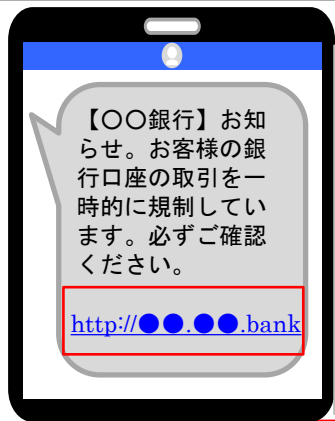 【〇〇銀行】お知
らせ。お客様の銀
行口座の取引を一
時的に規制してい
ます。必ずご確認
ください。
http://●●.●●.bank